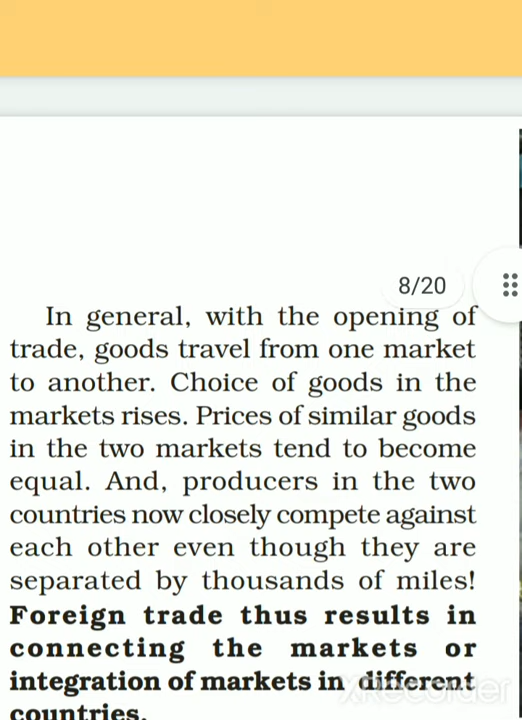 8/20
In general, with the opening of
trade, goods travel from one market
to another. Choice of goods in the
markets rises. Prices of similar goods
in the two markets tend to become
equal. And, producers in the two
countries now closely compete against
each other even though they are
separated by thousands of miles!
Foreign trade thus results in
connecting the markets or
integration of markets in different
countries.
XRecorder